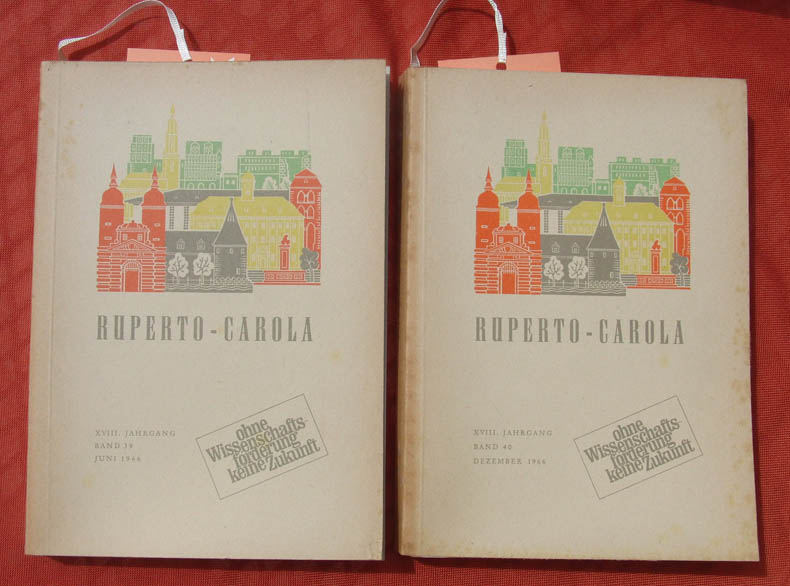 RUPERTO-CAROLA
XVIII. JAHRGANG
BAND 39
JUNI 1966
ohne
Wissenschafts-
förderung
keine Zukunft
RUPERTO-CAROLA
XVIII. JAHRGANG
BAND 40
DEZEMBER 1966
ohne
Wissenschafts-
förderung
keine Zukunft